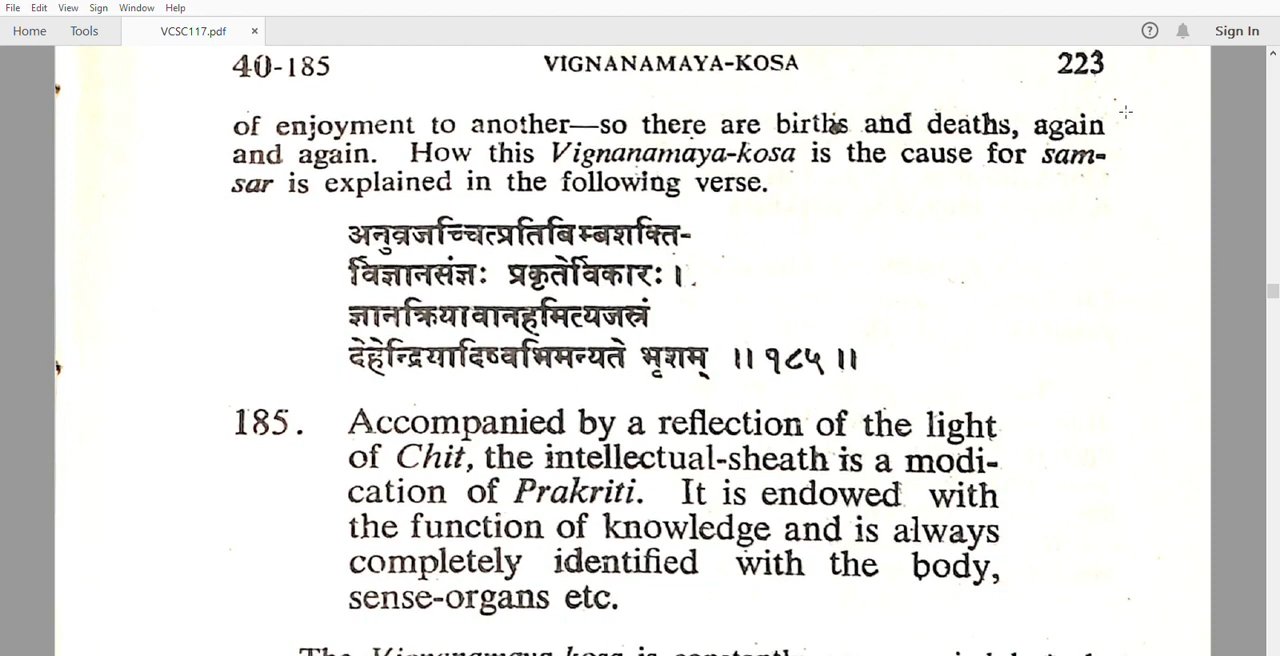 File Edit View Sign Window Help
Home Tools VCSC117.pdf × Sign In
40-185 VIGNANAMAYA-KOSA 223
of enjoyment to another—so there are births and deaths, again
and again. How this Vignanamaya-kosa is the cause for sam-
sar is explained in the following verse.
अनुव्रजच्चित्प्रतिबिम्बशक्ति-
र्विज्ञानसंज्ञः प्रकृतेर्विकारः ।
ज्ञानक्रियावानहमित्यजस्रं
देहेन्द्रियादिष्वभिमन्यते भृशम् ॥ १८५ ॥
185. Accompanied by a reflection of the light
of Chit, the intellectual-sheath is a modi-
cation of Prakriti. It is endowed with
the function of knowledge and is always
completely identified with the body,
sense-organs etc.